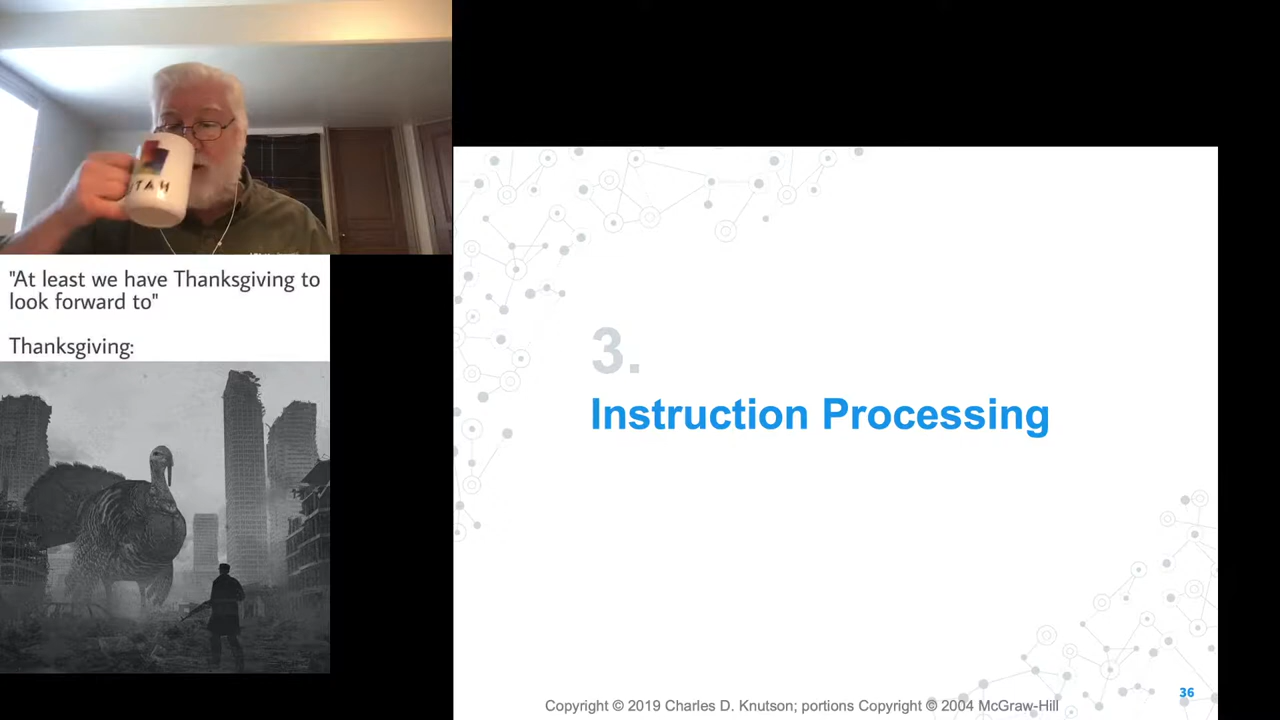 UTAH
"At least we have Thanksgiving to
look forward to"
Thanksgiving:
3.
Instruction Processing
36
Copyright © 2019 Charles D. Knutson; portions Copyright © 2004 McGraw-Hill